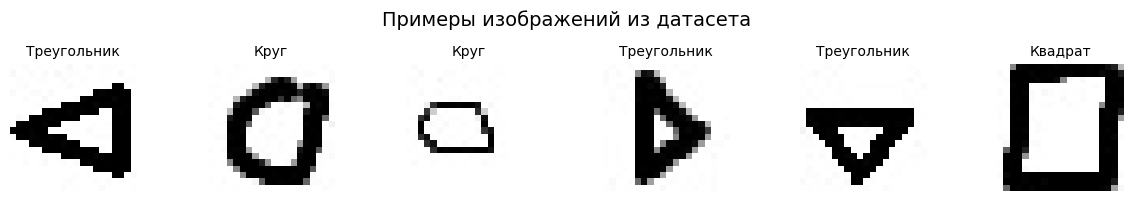 Примеры изображений из датасета
Треугольник Круг Круг Треугольник Треугольник Квадрат